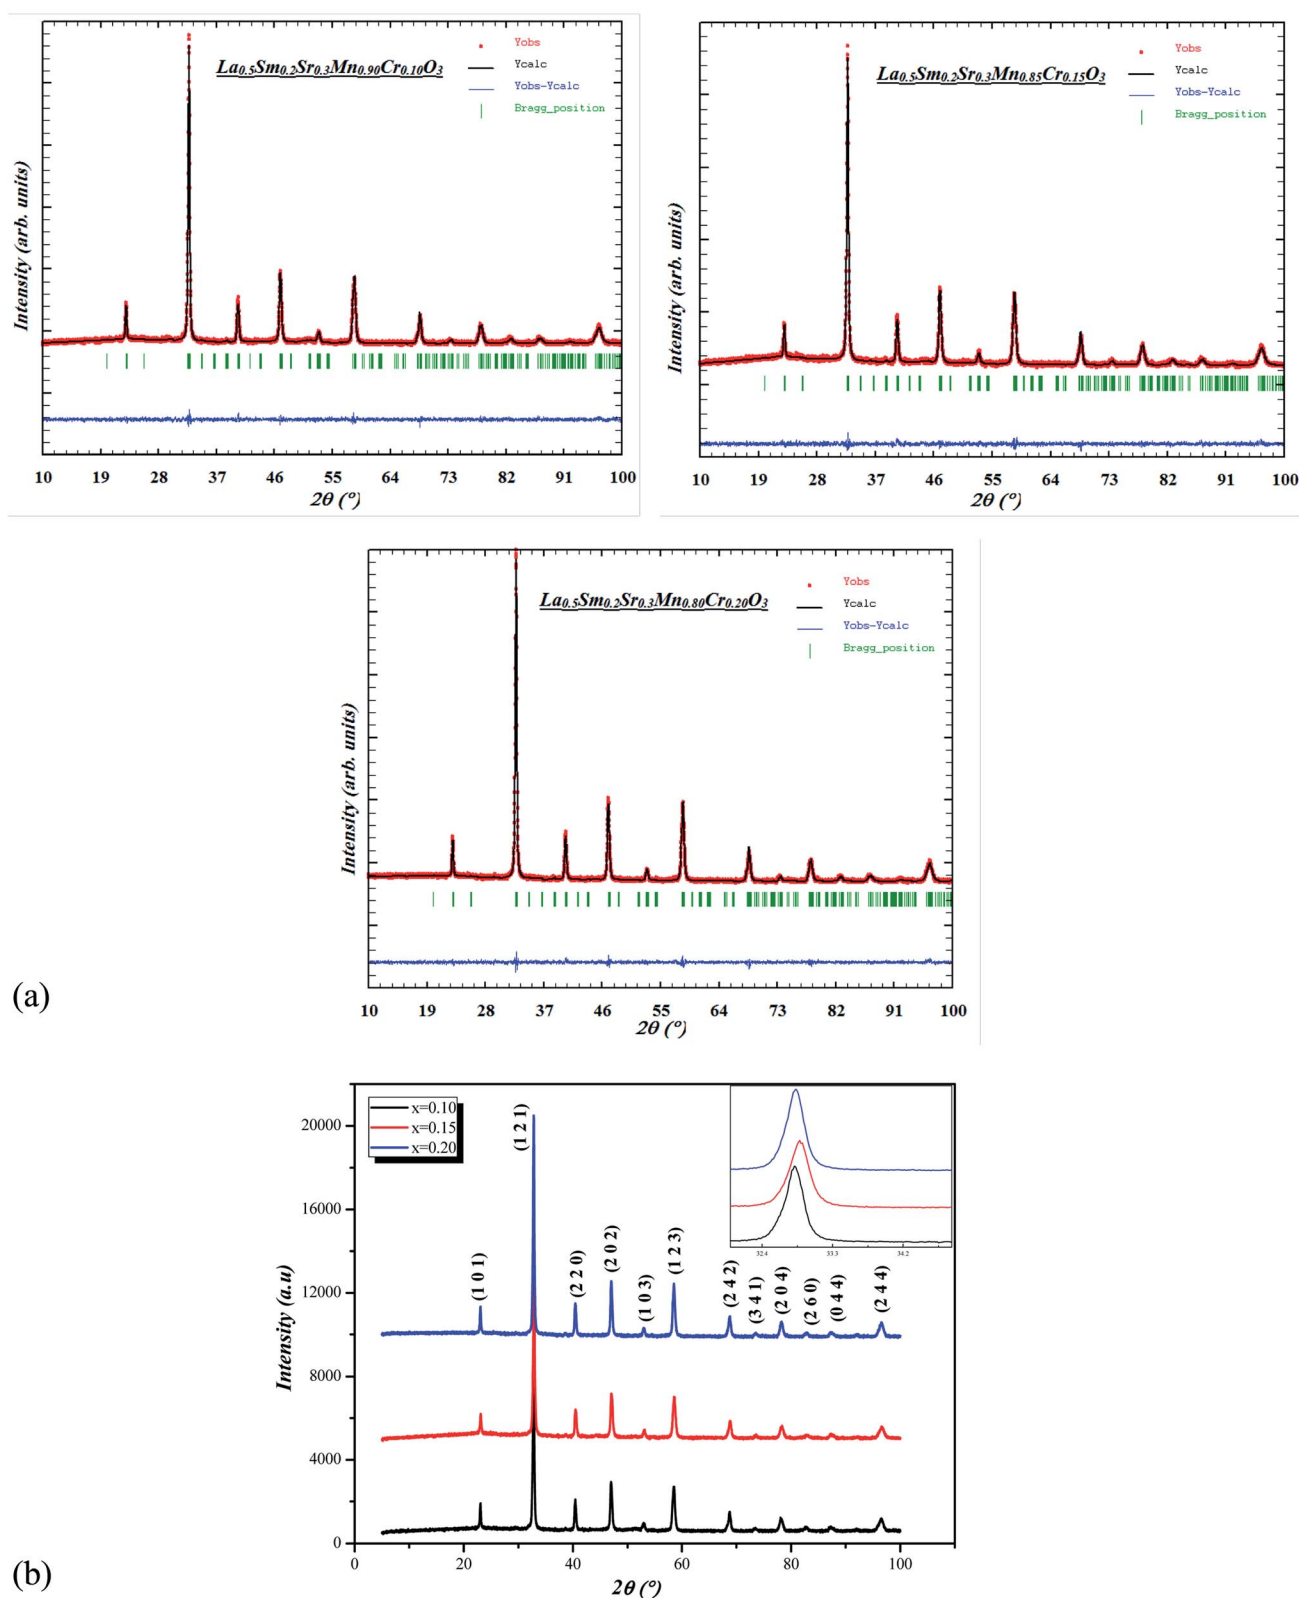 La0.5Sm0.2Sr0.3Mn0.90Cr0.10O3
Yobs
Ycalc
Yobs-Ycalc
Bragg_position
Intensity (arb. units)
10 19 28 37 46 55 64 73 82 91 100
2θ (°)
La0.5Sm0.2Sr0.3Mn0.85Cr0.15O3
Yobs
Ycalc
Yobs-Ycalc
Bragg_position
Intensity (arb. units)
10 19 28 37 46 55 64 73 82 91 100
2θ (°)
La0.5Sm0.2Sr0.3Mn0.80Cr0.20O3
Yobs
Ycalc
Yobs-Ycalc
Bragg_position
Intensity (arb. units)
10 19 28 37 46 55 64 73 82 91 100
2θ (°)
(a)
x=0.10
x=0.15
x=0.20
20000
16000
12000
8000
4000
0
Intensity (a.u)
(1 0 1)
(1 2 1)
(2 2 0)
(2 0 2)
(1 0 3)
(1 2 3)
(2 4 2)
(3 4 1)
(2 0 4)
(2 6 0)
(0 4 4)
(2 4 4)
32.4 33.3 34.2
0 20 40 60 80 100
2θ (°)
(b)